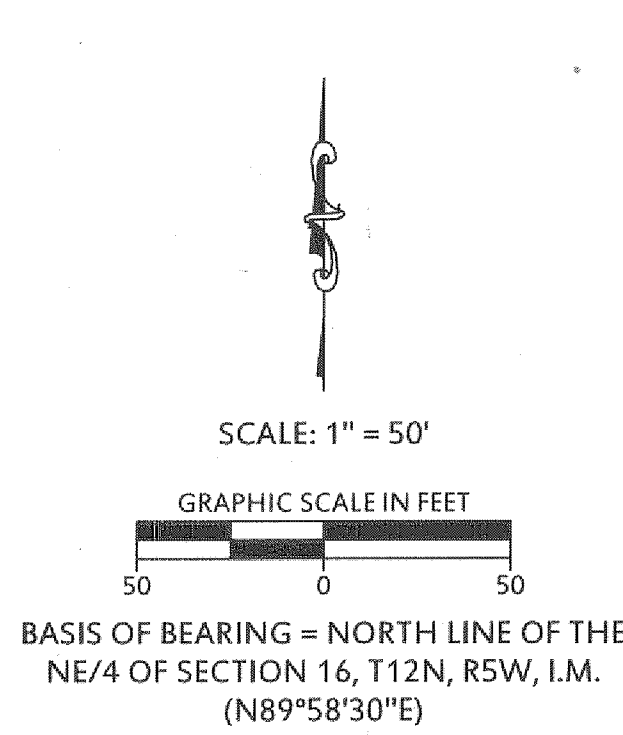 SCALE: 1" = 50'
GRAPHIC SCALE IN FEET
50 0 50
BASIS OF BEARING = NORTH LINE OF THE
NE/4 OF SECTION 16, T12N, R5W, I.M.
(N89°58'30"E)